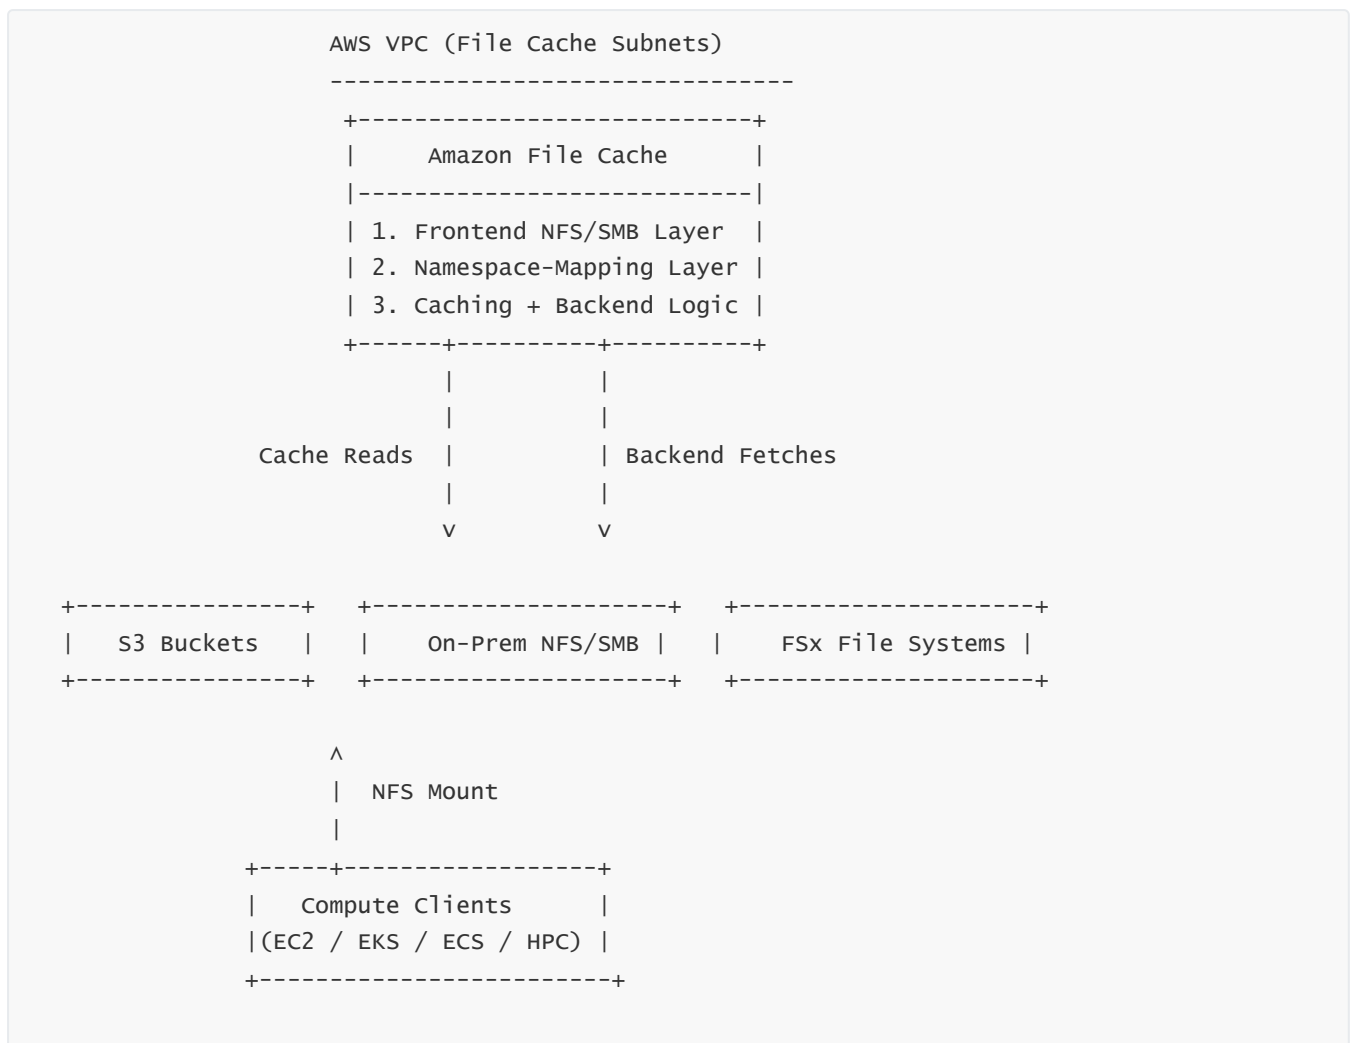 AWS VPC (File Cache Subnets)
---------------------------------
+----------------------------+
|     Amazon File Cache      |
|----------------------------|
| 1. Frontend NFS/SMB Layer  |
| 2. Namespace-Mapping Layer |
| 3. Caching + Backend Logic |
+------+----------+----------+
|          |
|          |
Cache Reads  |          | Backend Fetches
|          |
v          v
+----------------+   +----------------------+   +---------------------+
|   S3 Buckets   |   |    On-Prem NFS/SMB |   |    FSx File Systems |
+----------------+   +----------------------+   +---------------------+
^
|  NFS Mount
|
+-----+------------------+
|   Compute Clients      |
|(EC2 / EKS / ECS / HPC) |
+-------------------------+